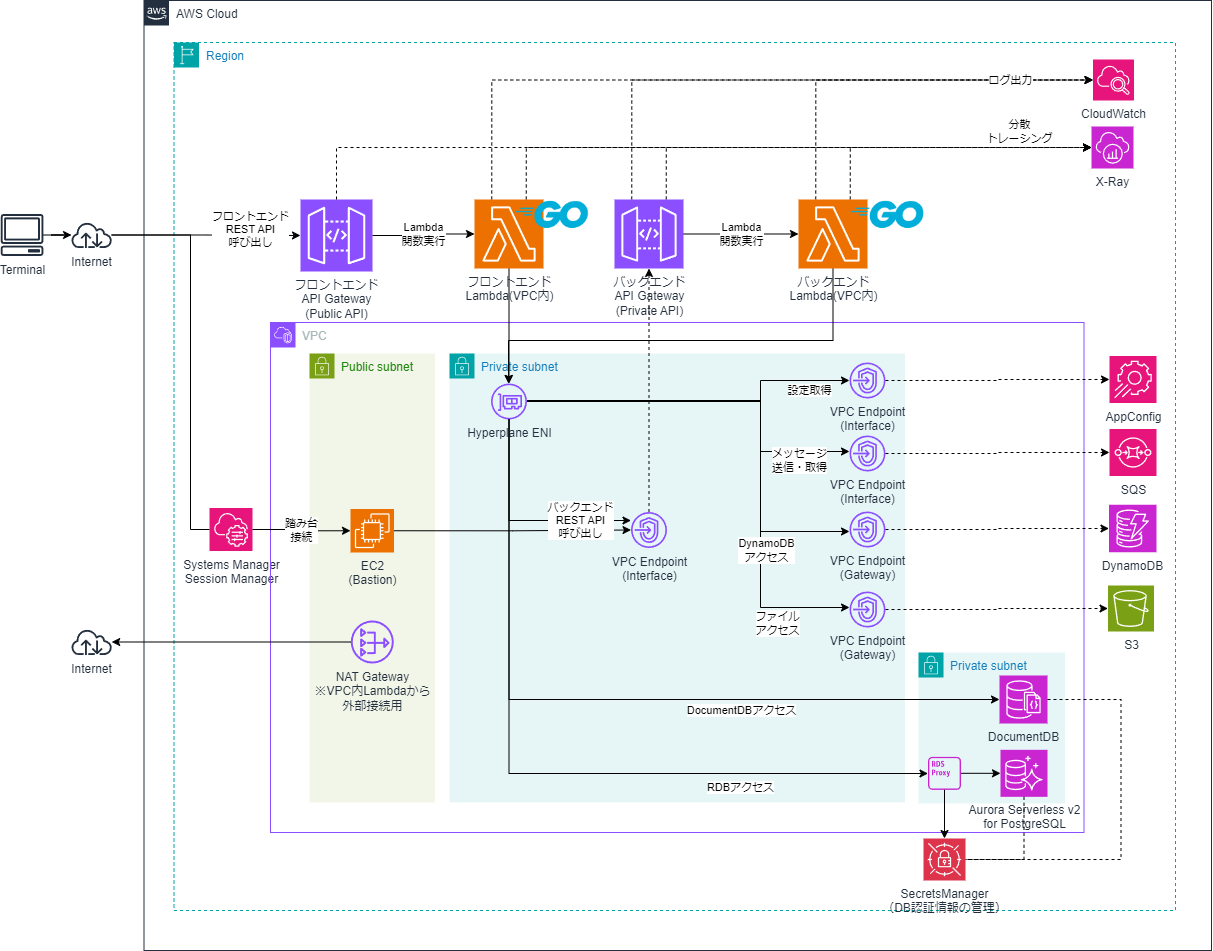 aws
AWS Cloud
Region
ログ出力
CloudWatch
分散
トレーシング
X-Ray
Terminal
Internet
フロントエンド
REST API
呼び出し
フロントエンド
API Gateway
(Public API)
Lambda
関数実行
GO
フロントエンド
Lambda(VPC内)
バックエンド
API Gateway
(Private API)
Lambda
関数実行
GO
バックエンド
Lambda(VPC内)
VPC
Public subnet
Private subnet
Hyperplane ENI
設定取得
VPC Endpoint
(Interface)
AppConfig
メッセージ
送信・取得
VPC Endpoint
(Interface)
SQS
Systems Manager
Session Manager
踏み台
接続
EC2
(Bastion)
バックエンド
REST API
呼び出し
VPC Endpoint
(Interface)
DynamoDB
アクセス
VPC Endpoint
(Gateway)
DynamoDB
ファイル
アクセス
VPC Endpoint
(Gateway)
S3
Internet
NAT Gateway
※VPC内Lambdaから
外部接続用
Private subnet
DocumentDBアクセス
DocumentDB
RDBアクセス
RDS
Proxy
Aurora Serverless v2
for PostgreSQL
SecretsManager
（DB認証情報の管理）